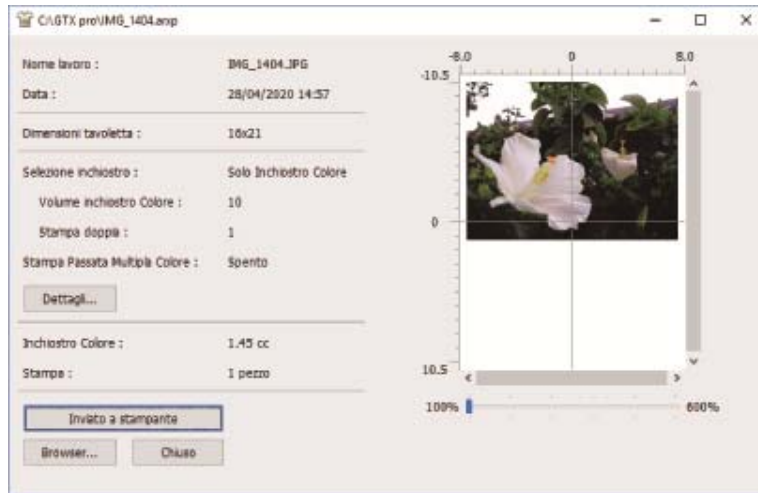 C:\GTX pro\IMG_1404.arxp
Nome lavoro : IMG_1404.JPG
Data : 28/04/2020 14:57
Dimensioni tavoletta : 16x21
Selezione inchiostro : Solo Inchiostro Colore
Volume inchiostro Colore : 10
Stampa doppia : 1
Stampa Passata Multipla Colore : Spento
Dettagli...
Inchiostro Colore : 1.45 cc
Stampa : 1 pezzo
Inviato a stampante
Browser... Chiuso
-8.0 0 8.0
-10.5
0
10.5
100% 600%